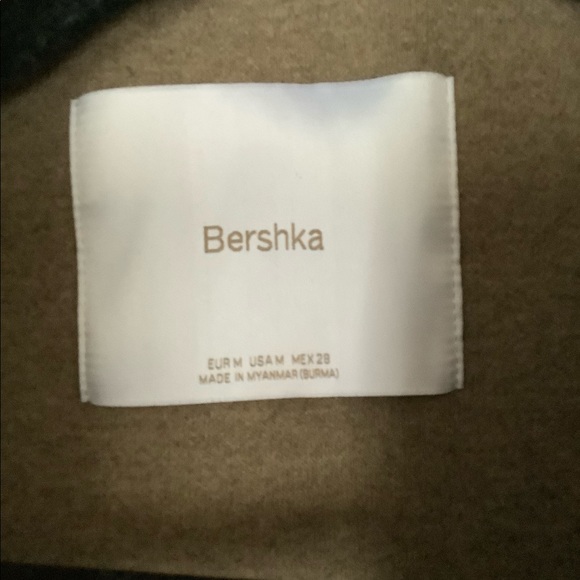 Bershka
EUR M USA M MEX 28
MADE IN MYANMAR (BURMA)